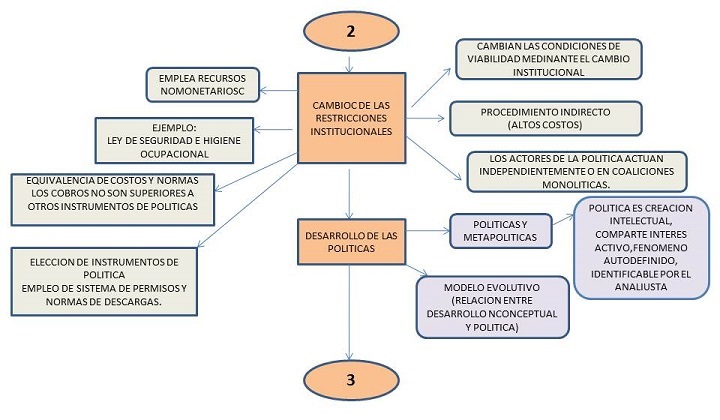 2
CAMBIAN LAS CONDICIONES DE
VIABILIDAD MEDINANTE EL CAMBIO
INSTITUCIONAL
EMPLEA RECURSOS
NOMONETARIOSC
CAMBIOC DE LAS
RESTRICCIONES
INSTITUCIONALES
PROCEDIMIENTO INDIRECTO
(ALTOS COSTOS)
EJEMPLO:
LEY DE SEGURIDAD E HIGIENE
OCUPACIONAL
LOS ACTORES DE LA POLITICA ACTUAN
INDEPENDIENTEMENTE O EN COALICIONES
MONOLITICAS.
EQUIVALENCIA DE COSTOS Y NORMAS
LOS COBROS NO SON SUPERIORES A
OTROS INSTRUMENTOS DE POLITICAS
DESARROLLO DE LAS
POLITICAS
POLITICAS Y
METAPOLITICAS
POLITICA ES CREACION
INTELECTUAL,
COMPARTE INTERES
ACTIVO,FENOMENO
AUTODEFINIDO,
IDENTIFICABLE POR EL
ANALIUSTA
ELECCION DE INSTRUMENTOS DE
POLITICA
EMPLEO DE SISTEMA DE PERMISOS Y
NORMAS DE DESCARGAS.
MODELO EVOLUTIVO
(RELACION ENTRE
DESARROLLO NCONCEPTUAL
Y POLITICA)
3